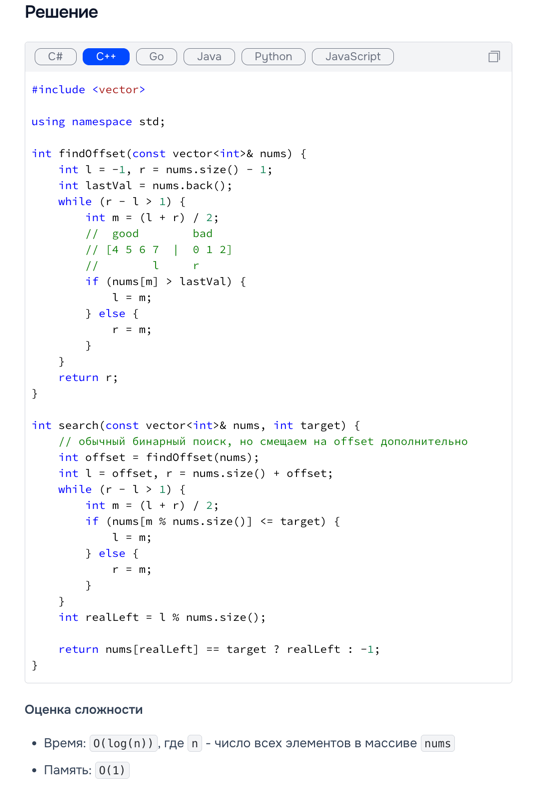 Решение
C# C++ Go Java Python JavaScript
#include <vector>
using namespace std;
int findOffset(const vector<int>& nums) {
    int l = -1, r = nums.size() - 1;
    int lastVal = nums.back();
    while (r - l > 1) {
        int m = (l + r) / 2;
        //  good        bad
        // [4 5 6 7  |  0 1 2]
        //        l     r
        if (nums[m] > lastVal) {
            l = m;
        } else {
            r = m;
        }
    }
    return r;
}
int search(const vector<int>& nums, int target) {
    // обычный бинарный поиск, но смещаем на offset дополнительно
    int offset = findOffset(nums);
    int l = offset, r = nums.size() + offset;
    while (r - l > 1) {
        int m = (l + r) / 2;
        if (nums[m % nums.size()] <= target) {
            l = m;
        } else {
            r = m;
        }
    }
    int realLeft = l % nums.size();
    return nums[realLeft] == target ? realLeft : -1;
}
Оценка сложности
• Время: O(log(n)), где n - число всех элементов в массиве nums
• Память: O(1)